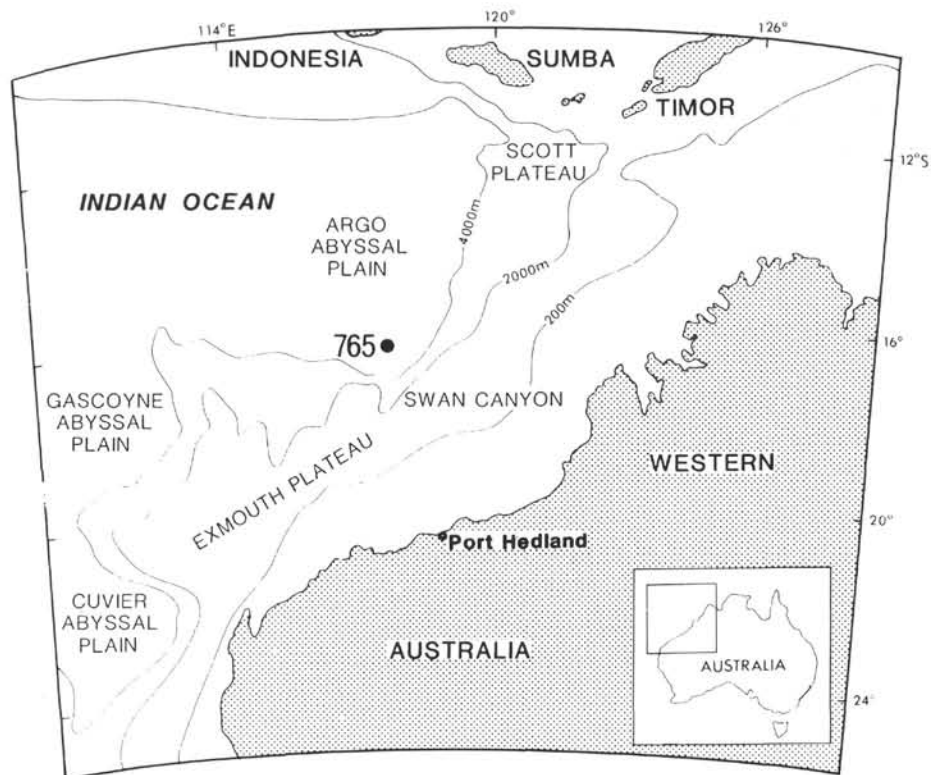 114°E
120°
126°
INDONESIA
SUMBA
TIMOR
SCOTT
PLATEAU
12°S
INDIAN OCEAN
ARGO
ABYSSAL
PLAIN
4000m
2000m
200m
765
16°
GASCOYNE
ABYSSAL
PLAIN
SWAN CANYON
EXMOUTH PLATEAU
WESTERN
20°
Port Hedland
CUVIER
ABYSSAL
PLAIN
AUSTRALIA
AUSTRALIA
24°